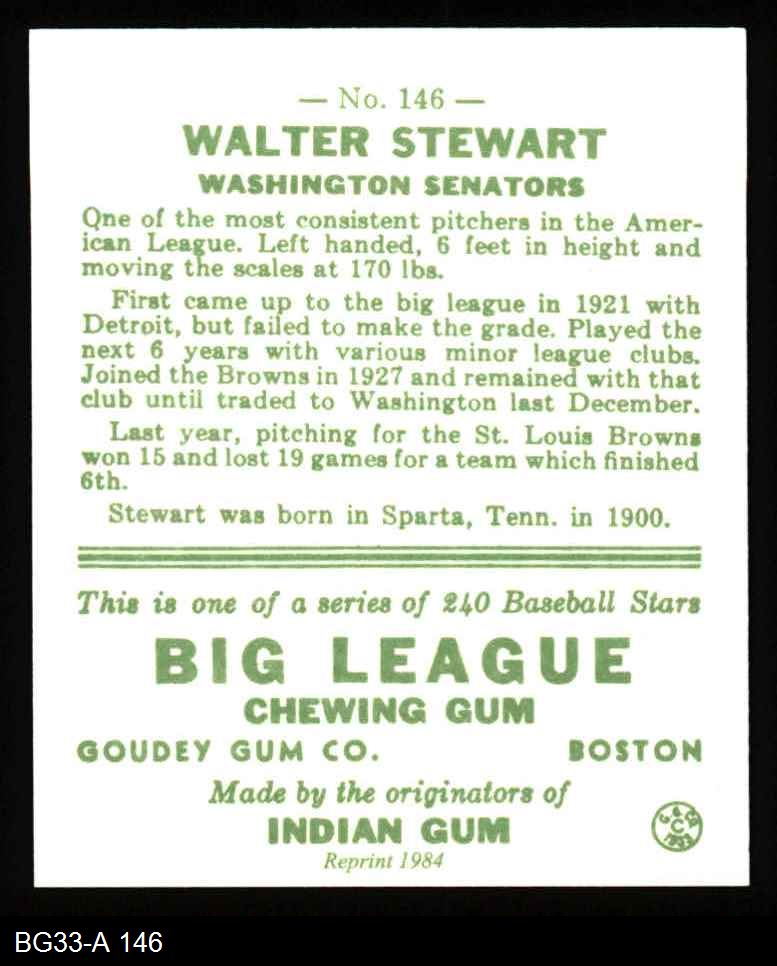 — No. 146 —
WALTER STEWART
WASHINGTON SENATORS
One of the most consistent pitchers in the Amer-
ican League. Left handed, 6 feet in height and
moving the scales at 170 lbs.
First came up to the big league in 1921 with
Detroit, but failed to make the grade. Played the
next 6 years with various minor league clubs.
Joined the Browns in 1927 and remained with that
club until traded to Washington last December.
Last year, pitching for the St. Louis Browns
won 15 and lost 19 games for a team which finished
6th.
Stewart was born in Sparta, Tenn. in 1900.
This is one of a series of 240 Baseball Stars
BIG LEAGUE
CHEWING GUM
GOUDEY GUM CO. BOSTON
Made by the originators of
INDIAN GUM
Reprint 1984
G. & CO. C 1933
BG33-A 146